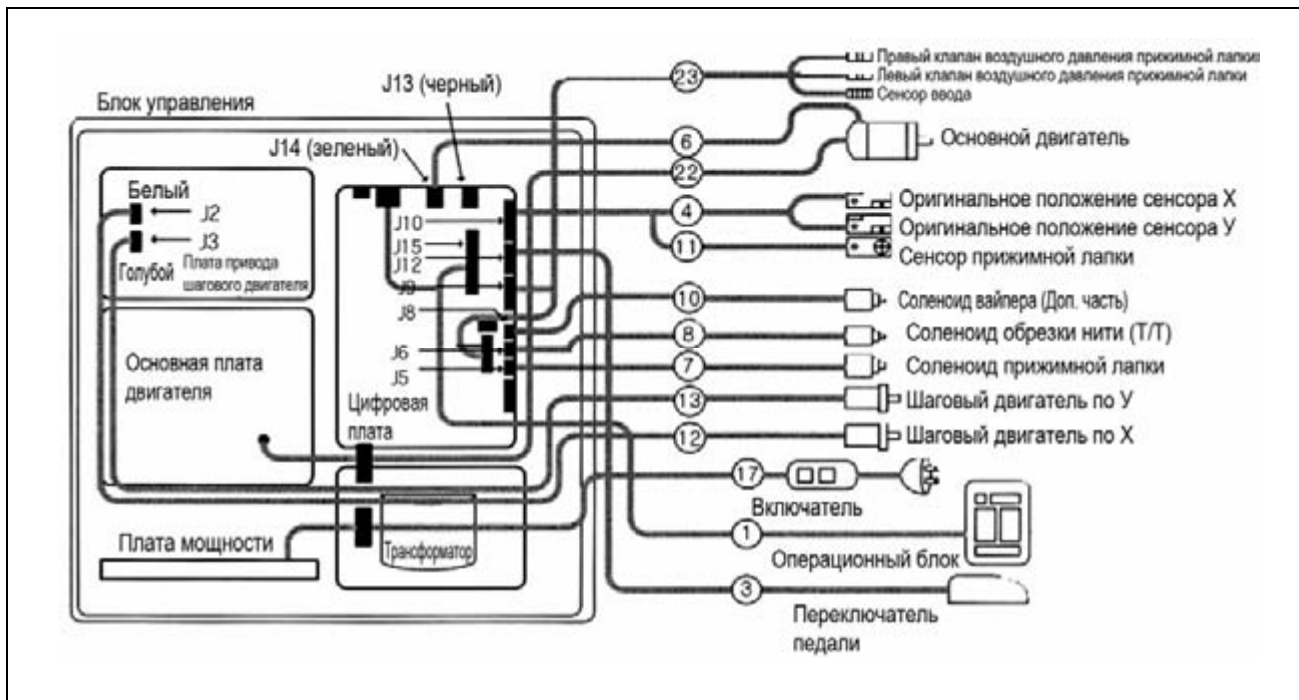 Правый клапан воздушного давления прижимной лапки
Левый клапан воздушного давления прижимной лапки
Сенсор ввода
23
J13 (черный)
Блок управления
6
Основной двигатель
J14 (зеленый)
22
Белый
J2
J3
Голубой
Плата привода
шагового двигателя
J10
J15
J12
J9
J8
J6
J5
4
Оригинальное положение сенсора X
Оригинальное положение сенсора У
11
Сенсор прижимной лапки
10
Соленоид вайпера (Доп. часть)
8
Соленоид обрезки нити (Т/Т)
7
Соленоид прижимной лапки
Основная плата
двигателя
Цифровая
плата
13
Шаговый двигатель по У
12
Шаговый двигатель по X
17
Включатель
Плата мощности
Трансформатор
1
Операционный блок
3
Переключатель
педали